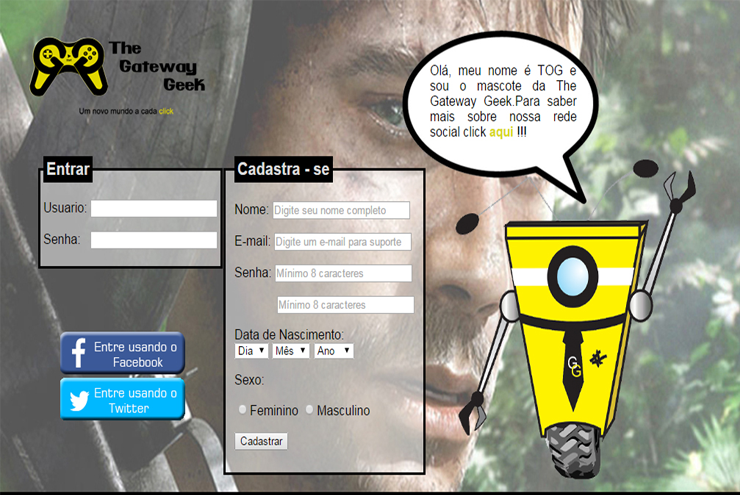 The
Gateway
Geek
Um novo mundo a cada click
Olá, meu nome é TOG e
sou o mascote da The
Gateway Geek.Para saber
mais sobre nossa rede
social click aqui !!!
Entrar
Usuario:
Senha:
Entre usando o
Facebook
Entre usando o
Twitter
Cadastra - se
Nome: Digite seu nome completo
E-mail: Digite um e-mail para suporte
Senha: Mínimo 8 caracteres
Mínimo 8 caracteres
Data de Nascimento:
Dia Mês Ano
Sexo:
Feminino Masculino
Cadastrar
GG